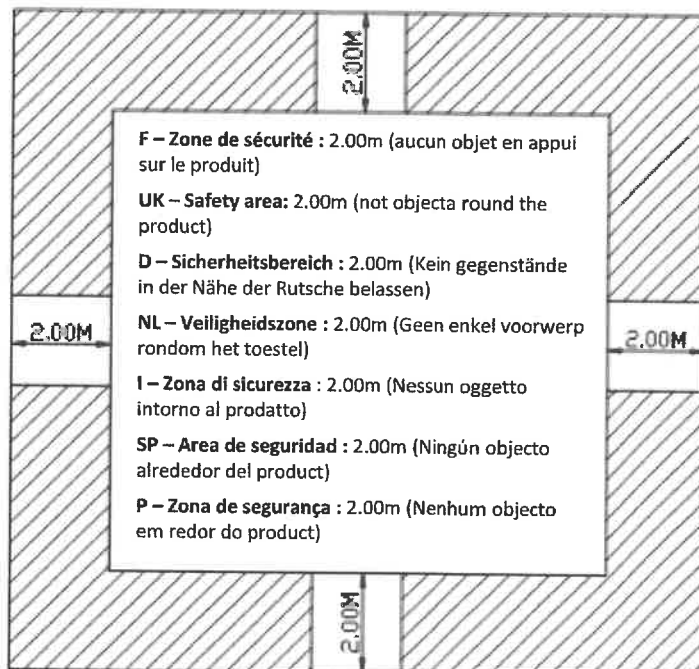 2.00M
F – Zone de sécurité : 2.00m (aucun objet en appui
sur le produit)
UK – Safety area: 2.00m (not objecta round the
product)
D – Sicherheitsbereich : 2.00m (Kein gegenstände
in der Nähe der Rutsche belassen)
2.00M
NL – Veiligheidszone : 2.00m (Geen enkel voorwerp
rondom het toestel)
2.00M
I – Zona di sicurezza : 2.00m (Nessun oggetto
intorno al prodatto)
SP – Area de seguridad : 2.00m (Ningún objecto
alrededor del product)
P – Zona de segurança : 2.00m (Nenhum objecto
em redor do product)
2.00M